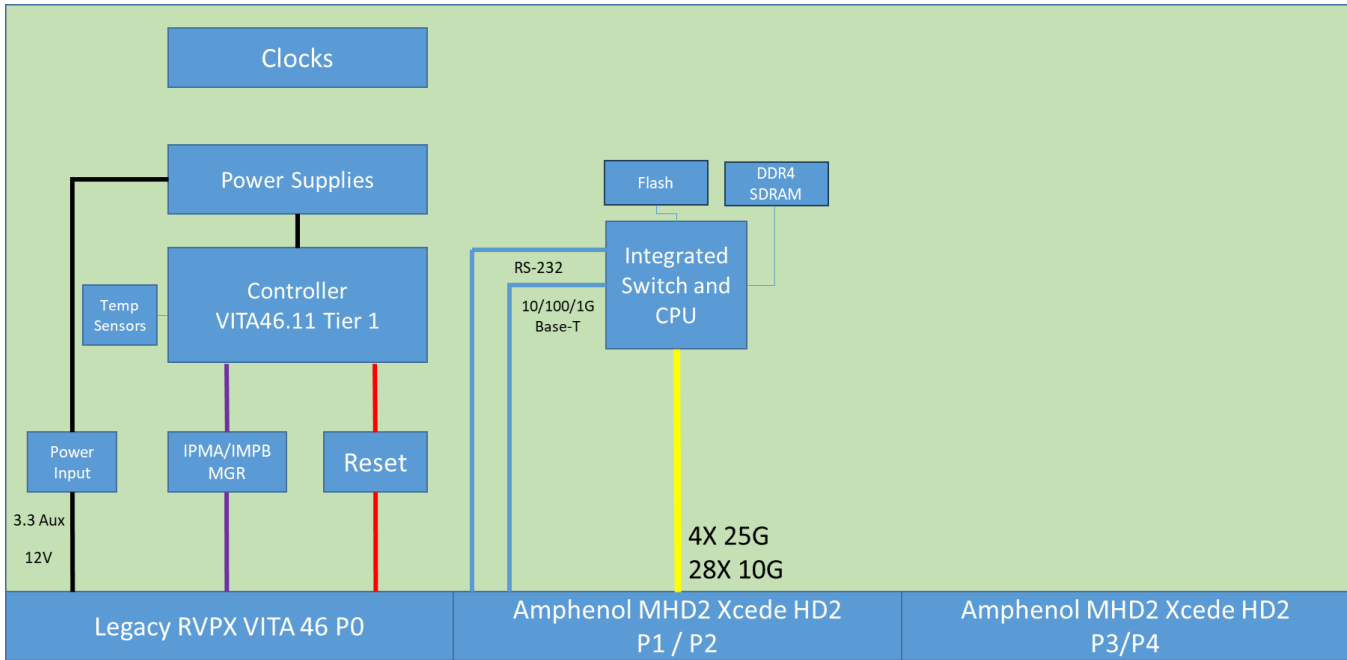 Clocks
Power Supplies
Controller
VITA46.11 Tier 1
Temp
Sensors
Power
Input
IPMA/IMPB
MGR
Reset
3.3 Aux
12V
Flash
DDR4
SDRAM
Integrated
Switch and
CPU
RS-232
10/100/1G
Base-T
4X 25G
28X 10G
Legacy RVPX VITA 46 P0
Amphenol MHD2 Xcede HD2
P1 / P2
Amphenol MHD2 Xcede HD2
P3/P4